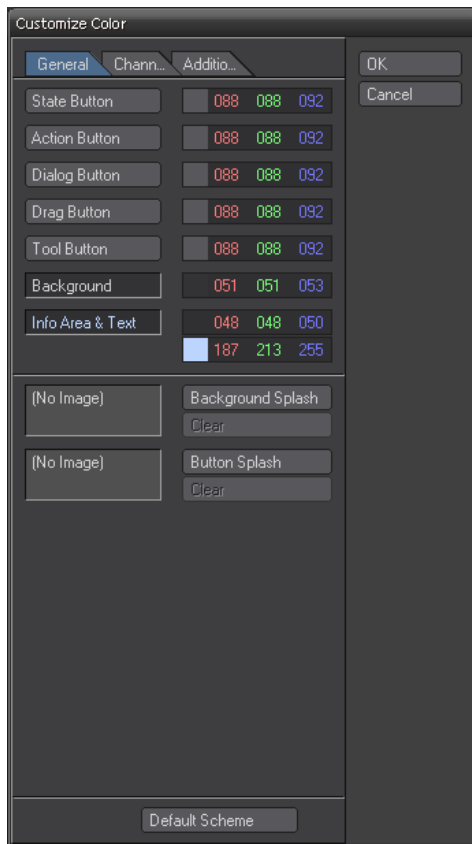 Customize Color
General Chann... Additio...
OK
Cancel
State Button 088 088 092
Action Button 088 088 092
Dialog Button 088 088 092
Drag Button 088 088 092
Tool Button 088 088 092
Background 051 051 053
Info Area & Text 048 048 050
187 213 255
(No Image) Background Splash
Clear
(No Image) Button Splash
Clear
Default Scheme